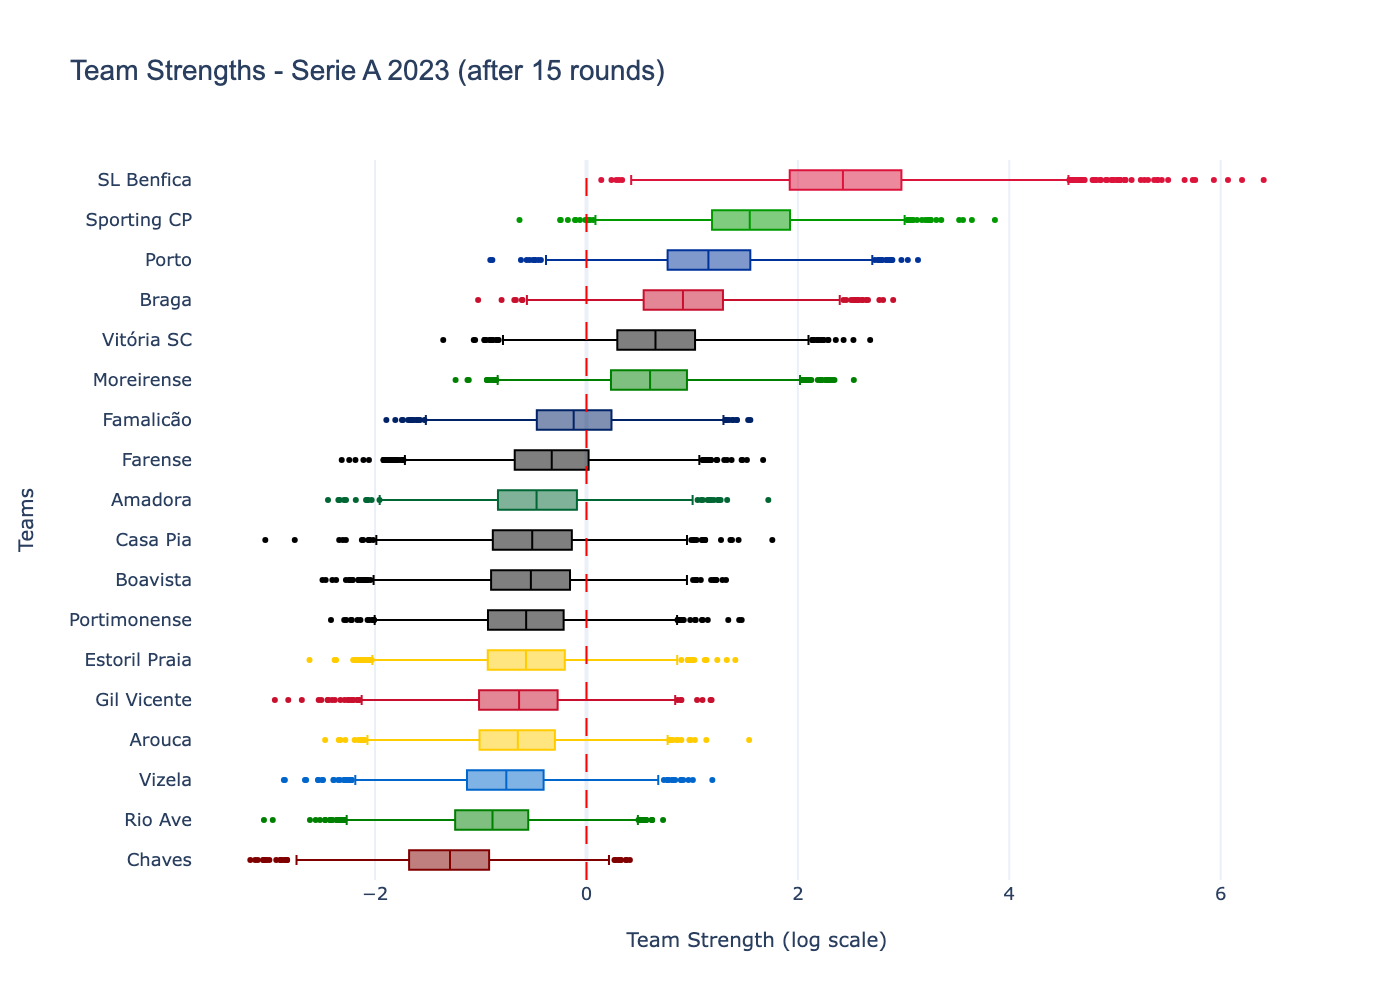 Team Strengths - Serie A 2023 (after 15 rounds)
SL Benfica
Sporting CP
Porto
Braga
Vitória SC
Moreirense
Famalicão
Farense
Amadora
Casa Pia
Boavista
Portimonense
Estoril Praia
Gil Vicente
Arouca
Vizela
Rio Ave
Chaves
Teams
−2 0 2 4 6
Team Strength (log scale)